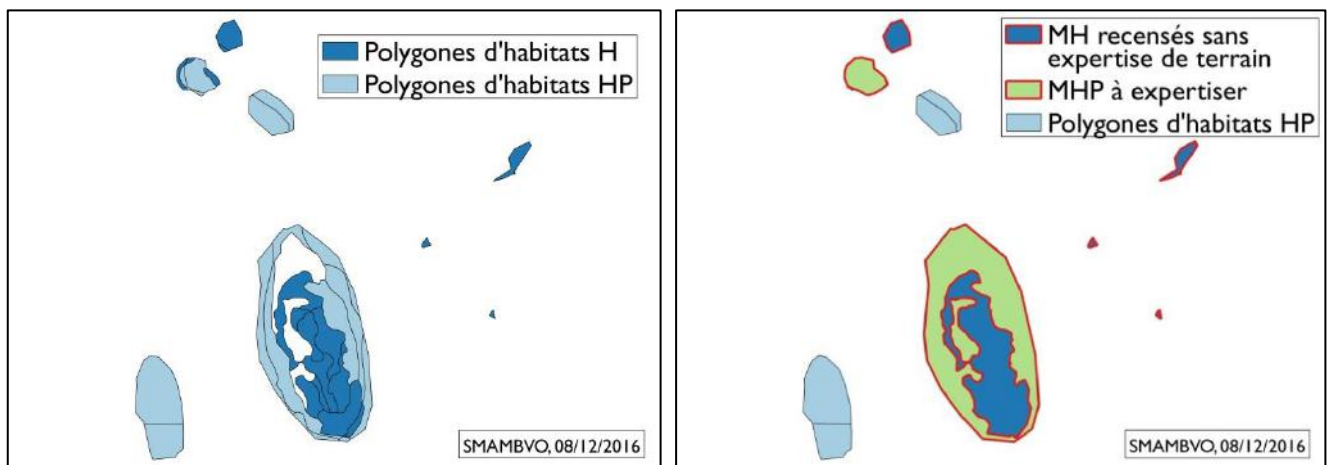 Polygones d'habitats H
Polygones d'habitats HP
SMAMBVO, 08/12/2016
MH recensés sans
expertise de terrain
MHP à expertiser
Polygones d'habitats HP
SMAMBVO, 08/12/2016